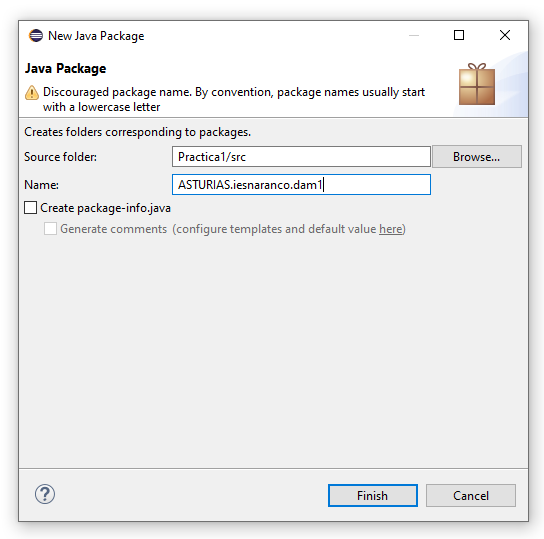 New Java Package
Java Package
Discouraged package name. By convention, package names usually start
with a lowercase letter
Creates folders corresponding to packages.
Source folder: Practica1/src Browse...
Name: ASTURIAS.iesnaranco.dam1
Create package-info.java
Generate comments (configure templates and default value here)
? Finish Cancel